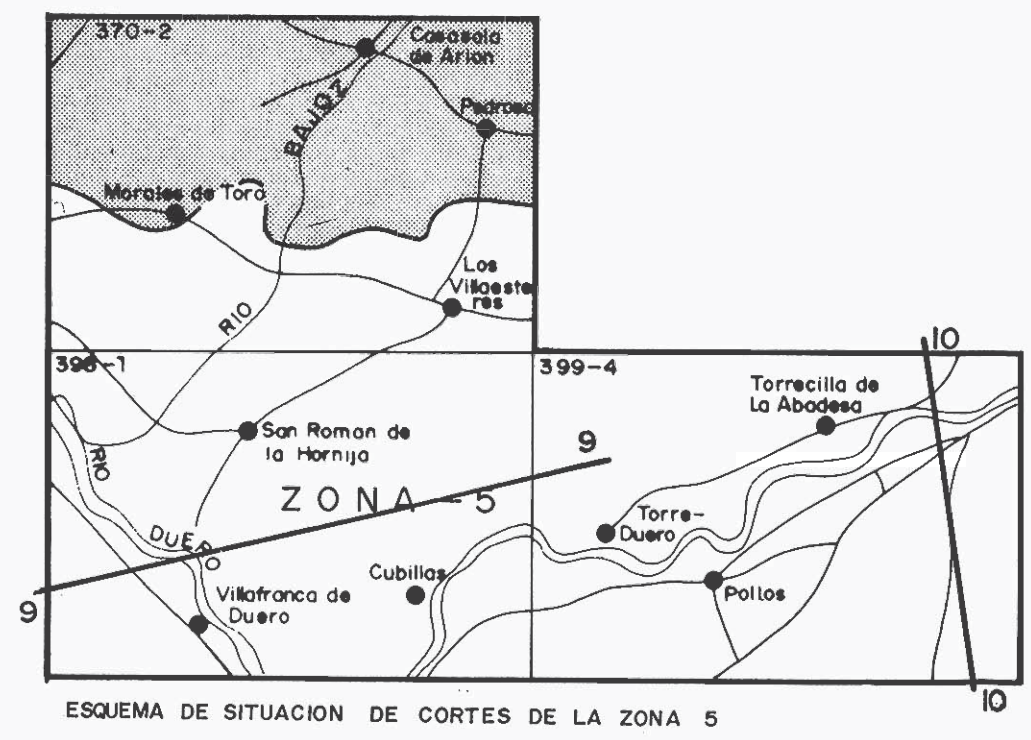 370-2
Casasola
de Arion
BAJOZ
Pedrosa
Morales de Toro
Los
Villaeste
res
RIO
10
398-1
399-4
Torrecilla de
La Abadesa
San Roman de
la Hornija
9
RIO
ZONA-5
Torre-
Duero
DUERO
Cubillas
Pollos
9
Villafranca de
Duero
10
ESQUEMA DE SITUACION DE CORTES DE LA ZONA 5